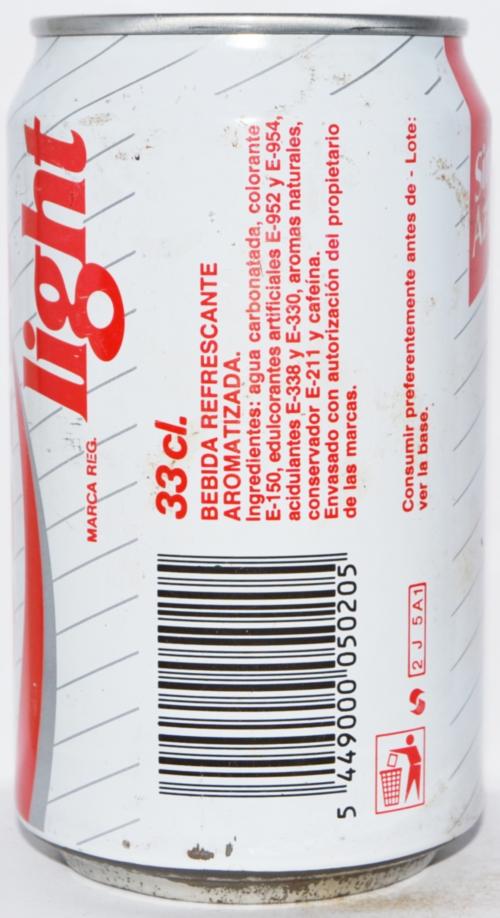 light
MARCA REG.
33 cl.
BEBIDA REFRESCANTE
AROMATIZADA.
Ingredientes: agua carbonatada, colorante
E-150, edulcorantes artificiales E-952 y E-954,
acidulantes E-338 y E-330, aromas naturales,
conservador E-211 y cafeína.
Envasado con autorización del propietario
de las marcas.
Consumir preferentemente antes de - Lote:
ver la base.
5 449000 050205
2 J 5A1